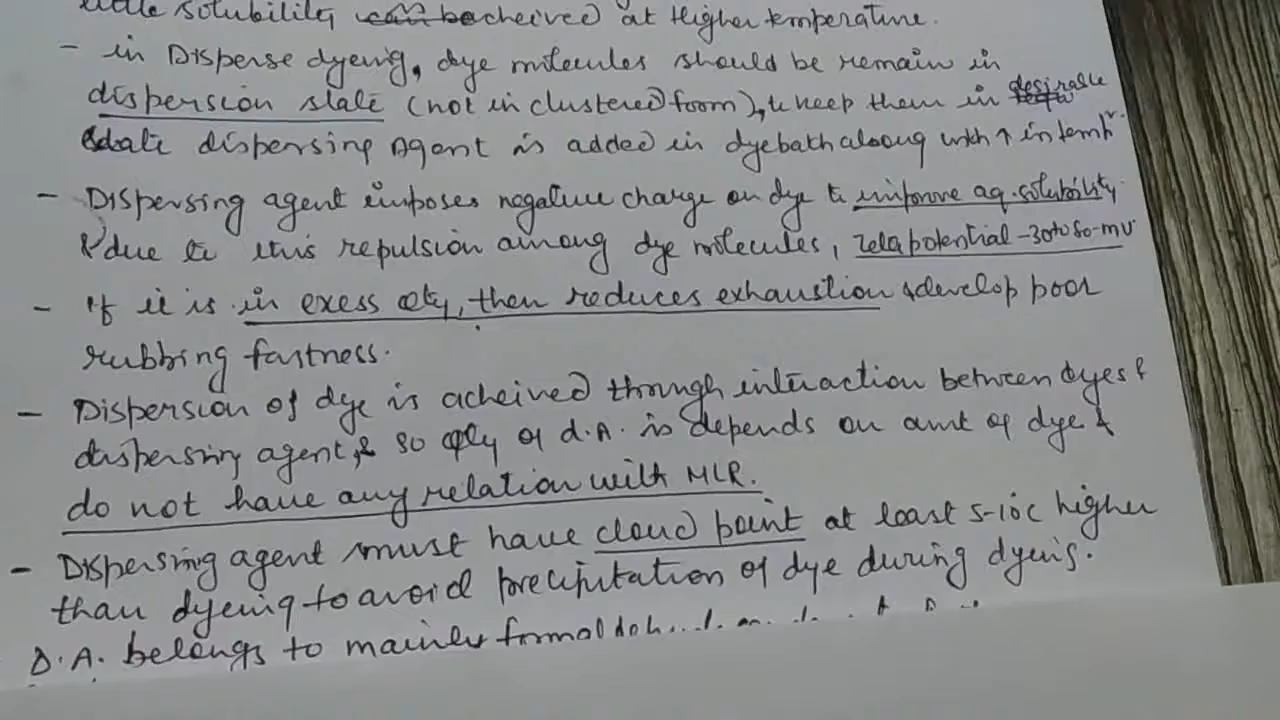 little solubility can be acheived at Higher temperature.
- in Disperse dyeing, dye molecules should be remain in
dispersion state (not in clustered form), to keep them in desirable
state dispersing Agent is added in dyebath aloung with ↑ in tempr.
- Dispersing agent imposes negative charge on dye to improve aq. solubility
& due to this repulsion among dye molecules, zeta potential -30 to 80-mV
- If it is in exess qty, then reduces exhaustion & develop poor
rubbing fastness.
- Dispersion of dye is acheived through interaction between dyes &
dispersing agent, & so qty of d.A. is depends on amt of dye &
do not have any relation with MLR.
- Dispersing agent must have cloud point at least 5-10c higher
than dyeing to avoid precipitation of dye during dyeing.
D.A. belongs to mainly